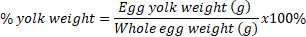 % yolk weight = Egg yolk weight (g) / Whole egg weight (g) x100%